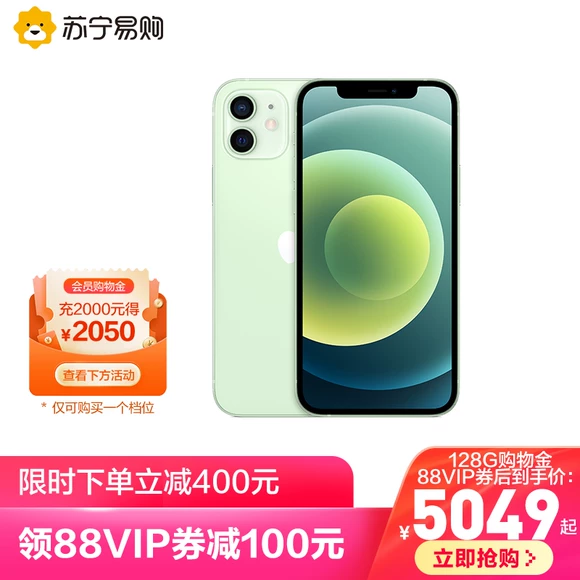 苏宁易购
会员购物金
充2000元得
¥2050
查看下方活动
* 仅可购买一个档位
限时下单立减400元
领88VIP券减100元
128G购物金
88VIP券后到手价:
¥5049起
立即抢购〉